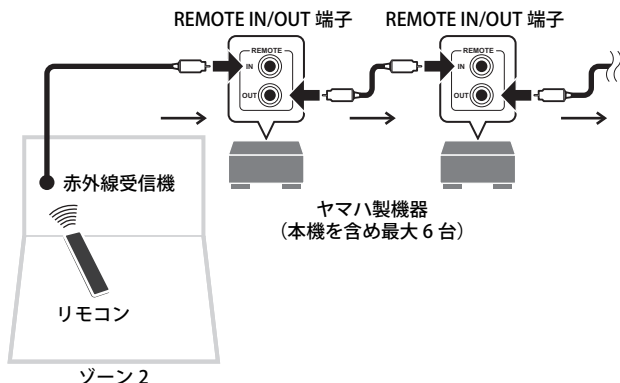 REMOTE IN/OUT 端子
REMOTE IN/OUT 端子
REMOTE
IN
OUT
REMOTE
IN
OUT
赤外線受信機
ヤマハ製機器
（本機を含め最大 6 台）
リモコン
ゾーン 2